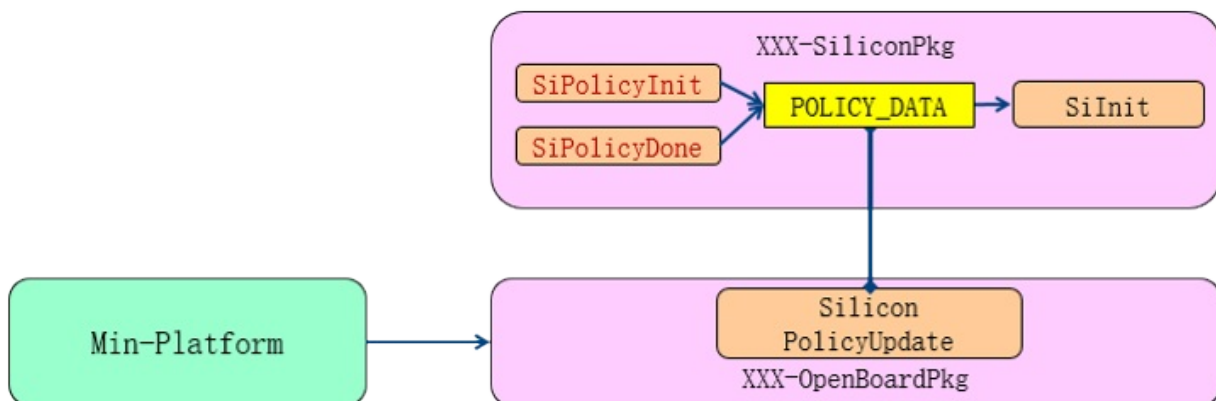 XXX-SiliconPkg
SiPolicyInit
POLICY_DATA
SiInit
SiPolicyDone
Min-Platform
Silicon
PolicyUpdate
XXX-OpenBoardPkg